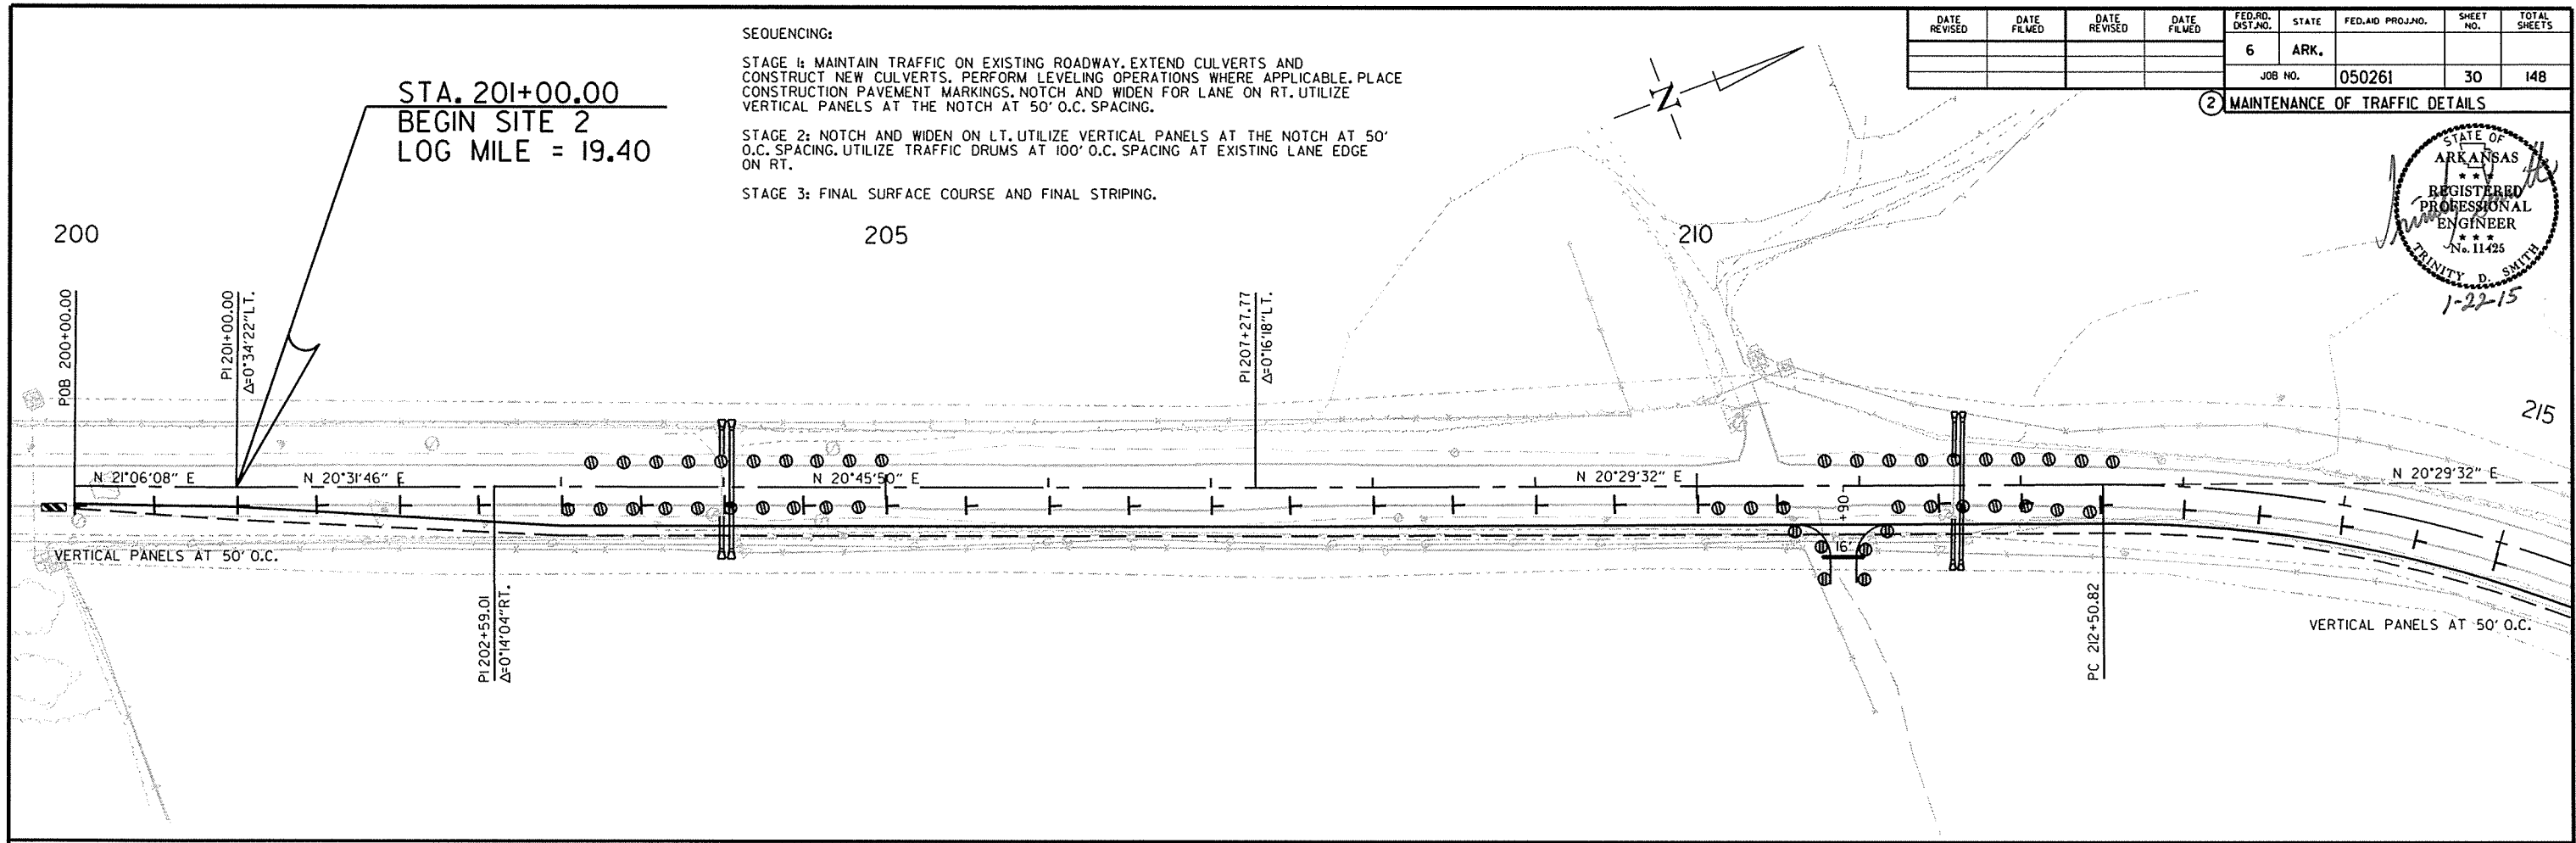 SEQUENCING:
STAGE 1: MAINTAIN TRAFFIC ON EXISTING ROADWAY. EXTEND CULVERTS AND
CONSTRUCT NEW CULVERTS. PERFORM LEVELING OPERATIONS WHERE APPLICABLE. PLACE
CONSTRUCTION PAVEMENT MARKINGS. NOTCH AND WIDEN FOR LANE ON RT. UTILIZE
VERTICAL PANELS AT THE NOTCH AT 50' O.C. SPACING.
STAGE 2: NOTCH AND WIDEN ON LT. UTILIZE VERTICAL PANELS AT THE NOTCH AT 50'
O.C. SPACING. UTILIZE TRAFFIC DRUMS AT 100' O.C. SPACING AT EXISTING LANE EDGE
ON RT.
STAGE 3: FINAL SURFACE COURSE AND FINAL STRIPING.
DATE REVISED
DATE FILMED
DATE REVISED
DATE FILMED
FED.RD. DIST.NO.
STATE
FED.AID PROJ.NO.
SHEET NO.
TOTAL SHEETS
6
ARK.
JOB NO.
050261
30
148
2 MAINTENANCE OF TRAFFIC DETAILS
STATE OF
ARKANSAS
REGISTERED
PROFESSIONAL
ENGINEER
No. 11425
TRINITY D. SMITH
1-22-15
STA. 201+00.00
BEGIN SITE 2
LOG MILE = 19.40
N
200
205
210
215
POB 200+00.00
PI 201+00.00
Δ=0°34'22"LT.
PI 207+27.77
Δ=0°16'18"LT.
N 21°06'08" E
N 20°31'46" E
N 20°45'50" E
N 20°29'32" E
N 20°29'32" E
+90
16'
VERTICAL PANELS AT 50' O.C.
PI 202+59.01
Δ=0°14'04"RT.
PC 212+50.82
VERTICAL PANELS AT 50' O.C.